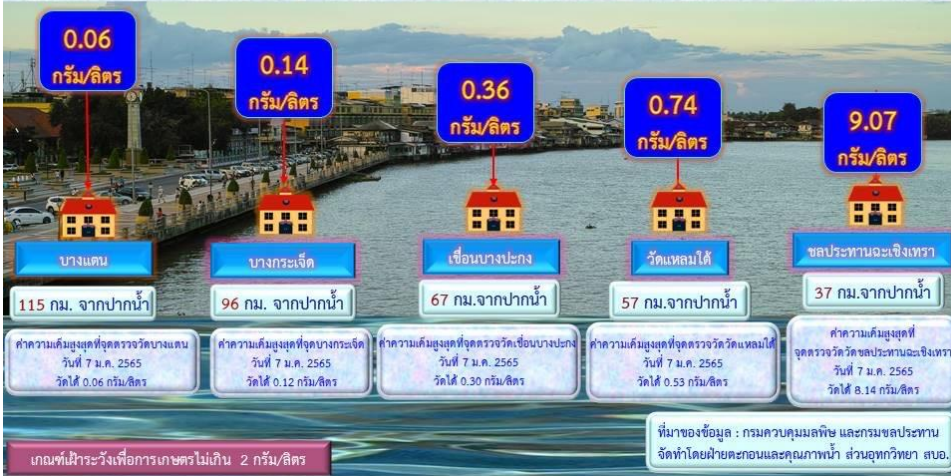 0.06
กรัม/ลิตร
0.14
กรัม/ลิตร
0.36
กรัม/ลิตร
0.74
กรัม/ลิตร
9.07
กรัม/ลิตร
บางแตน
บางกระเจ็ด
เขื่อนบางปะกง
วัดแหลมใต้
ชลประทานฉะเชิงเทรา
115 กม. จากปากน้ำ
96 กม. จากปากน้ำ
67 กม.จากปากน้ำ
57 กม.จากปากน้ำ
37 กม.จากปากน้ำ
ค่าความเค็มสูงสุดที่จุดตรวจวัดบางแตน
วันที่ 7 ม.ค. 2565
วัดได้ 0.06 กรัม/ลิตร
ค่าความเค็มสูงสุดที่จุดบางกระเจ็ด
วันที่ 7 ม.ค. 2565
วัดได้ 0.12 กรัม/ลิตร
ค่าความเค็มสูงสุดที่จุดตรวจวัดเขื่อนบางปะกง
วันที่ 7 ม.ค. 2565
วัดได้ 0.30 กรัม/ลิตร
ค่าความเค็มสูงสุดที่จุดตรวจวัดวัดแหลมใต้
วันที่ 7 ม.ค. 2565
วัดได้ 0.53 กรัม/ลิตร
ค่าความเค็มสูงสุดที่
จุดตรวจวัดวัดชลประทานฉะเชิงเทรา
วันที่ 7 ม.ค. 2565
วัดได้ 8.14 กรัม/ลิตร
เกณฑ์เฝ้าระวังเพื่อการเกษตรไม่เกิน 2 กรัม/ลิตร
ที่มาของข้อมูล : กรมควบคุมมลพิษ และกรมชลประทาน
จัดทำโดยฝ่ายตะกอนและคุณภาพน้ำ ส่วนอุทกวิทยา สบอ.